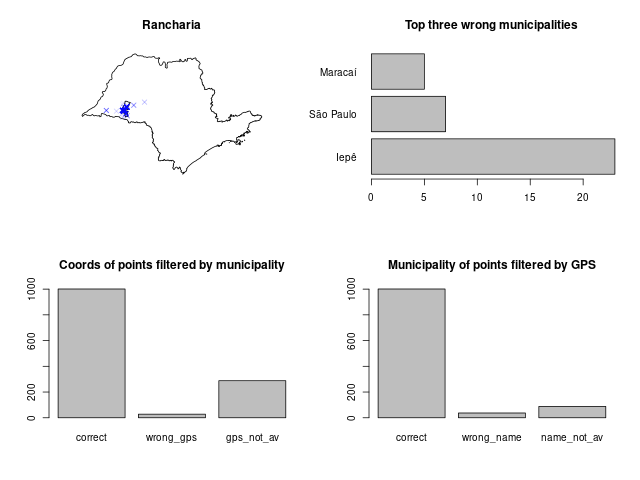 Rancharia
Top three wrong municipalities
Maracaí
São Paulo
Iepê
0 5 10 15 20
Coords of points filtered by municipality
0 200 600 1000
correct wrong_gps gps_not_av
Municipality of points filtered by GPS
0 200 600 1000
correct wrong_name name_not_av